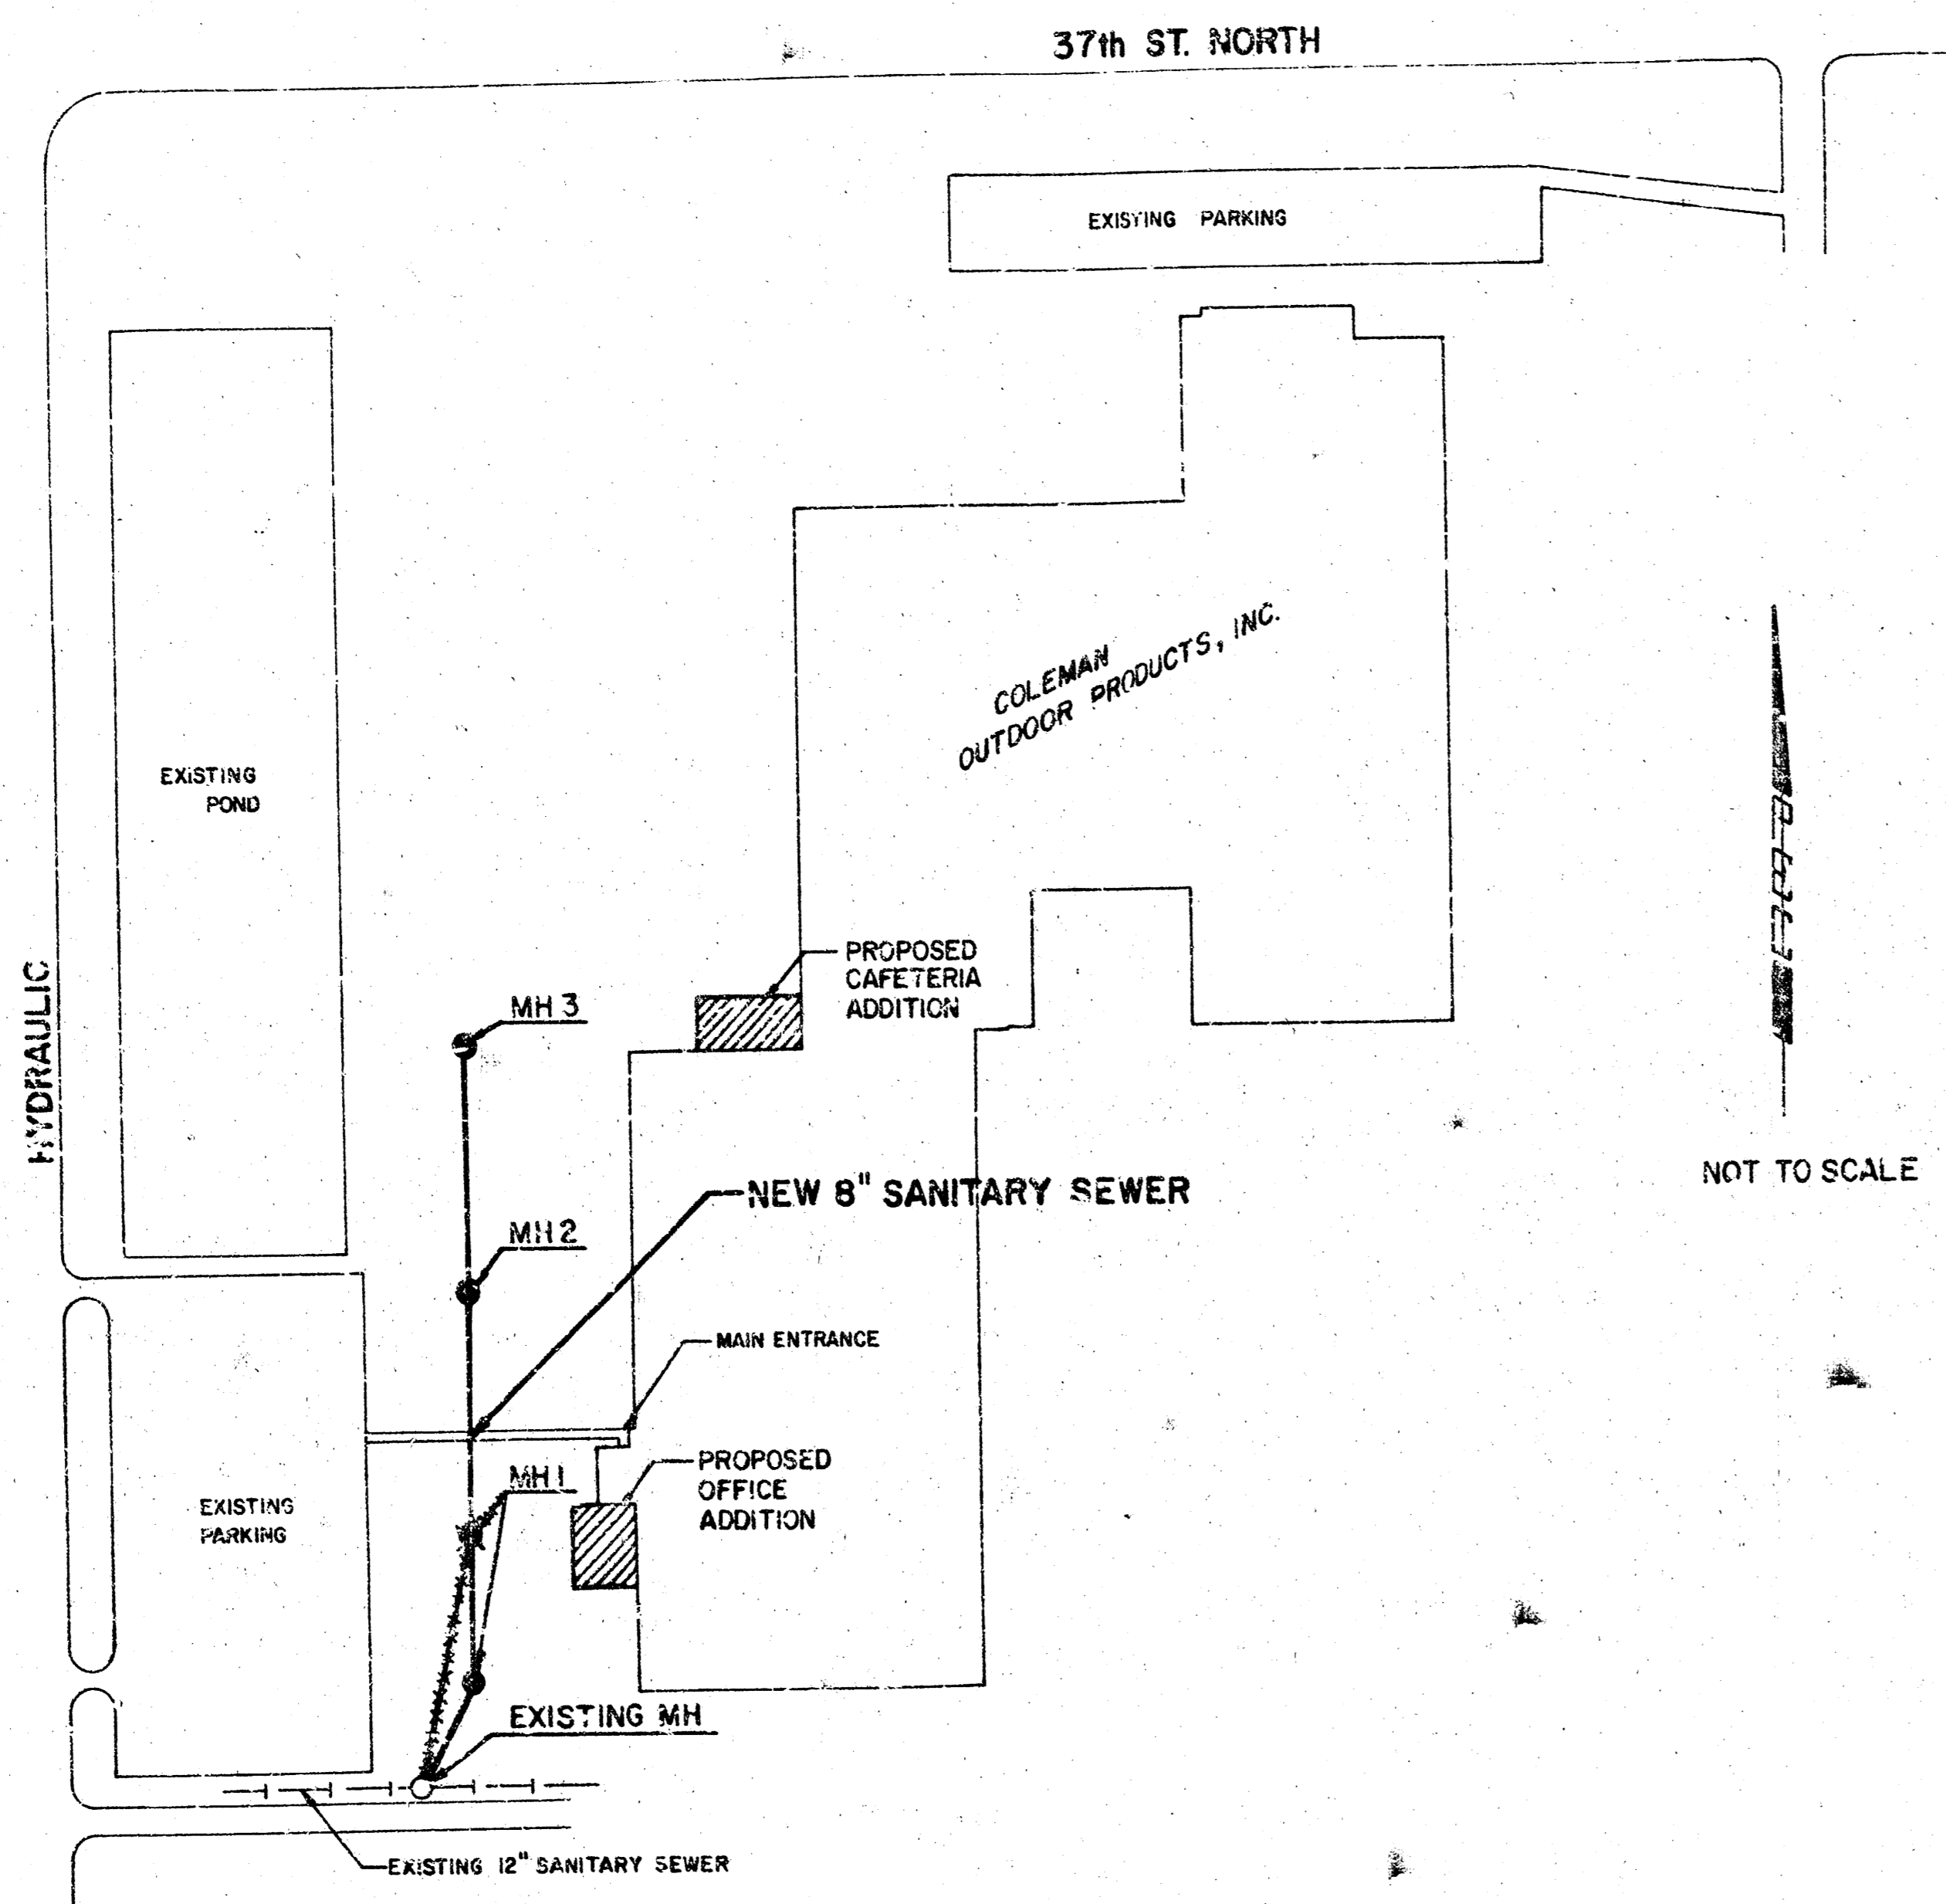 37th ST. NORTH
EXISTING PARKING
COLEMAN
OUTDOOR PRODUCTS, INC.
EXISTING
POND
PROPOSED
CAFETERIA
ADDITION
HYDRAULIC
MH 3
NOT TO SCALE
NEW 8" SANITARY SEWER
MH 2
MAIN ENTRANCE
PROPOSED
OFFICE
ADDITION
MH 1
EXISTING
PARKING
EXISTING MH
EXISTING 12" SANITARY SEWER